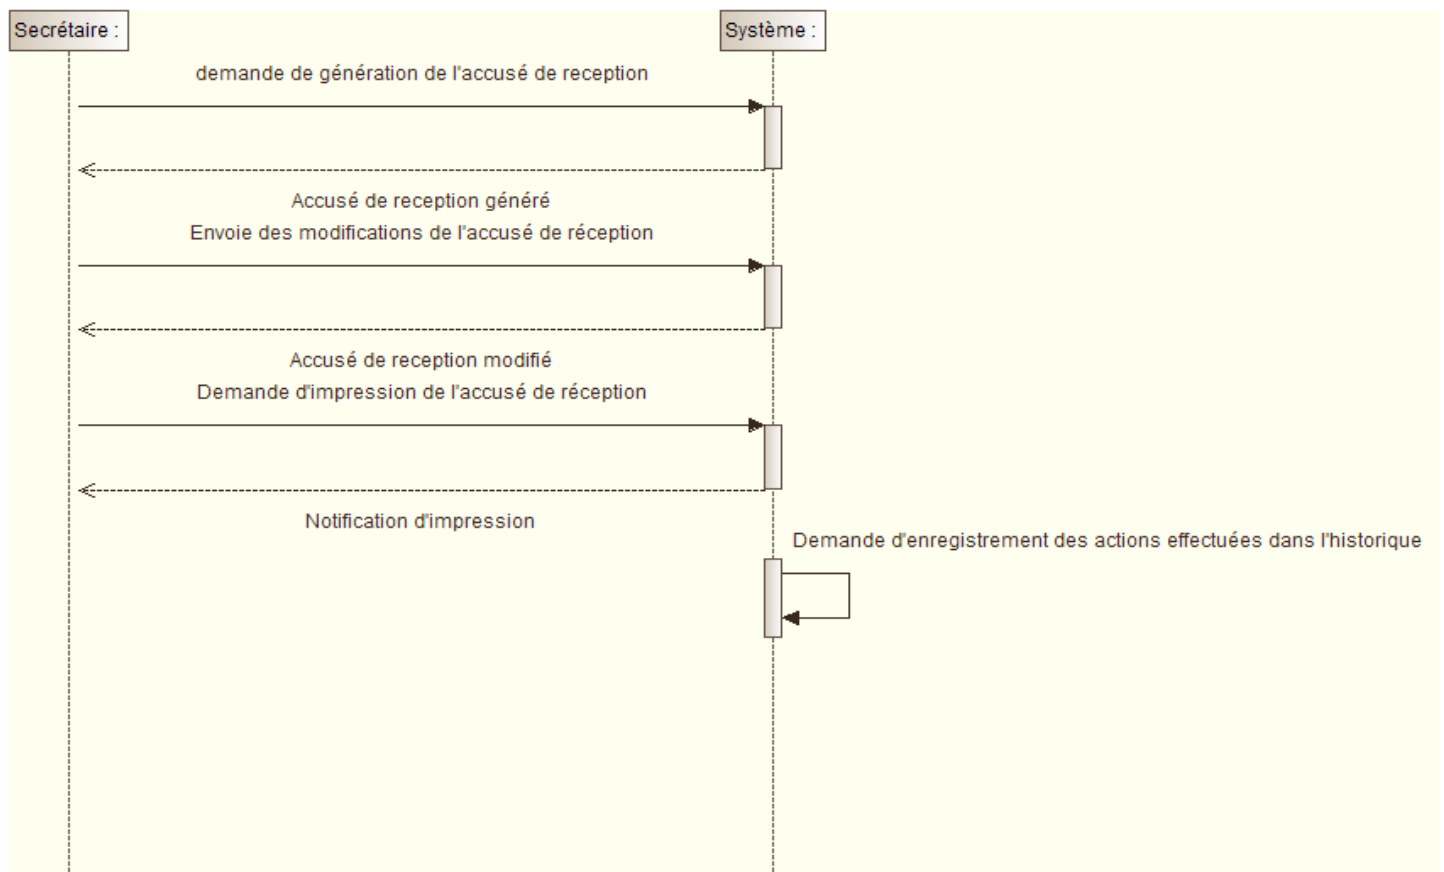 Secrétaire :
Système :
demande de génération de l'accusé de reception
Accusé de reception généré
Envoie des modifications de l'accusé de réception
Accusé de reception modifié
Demande d'impression de l'accusé de réception
Notification d'impression
Demande d'enregistrement des actions effectuées dans l'historique